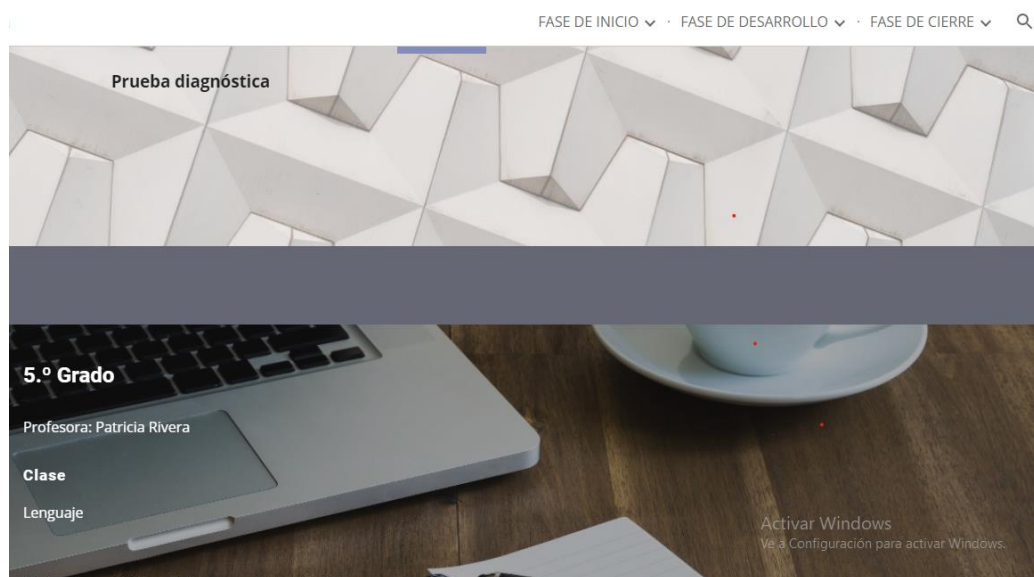 FASE DE INICIO · FASE DE DESARROLLO · FASE DE CIERRE
Prueba diagnóstica
5.º Grado
Profesora: Patricia Rivera
Clase
Lenguaje
Activar Windows
Ve a Configuración para activar Windows.